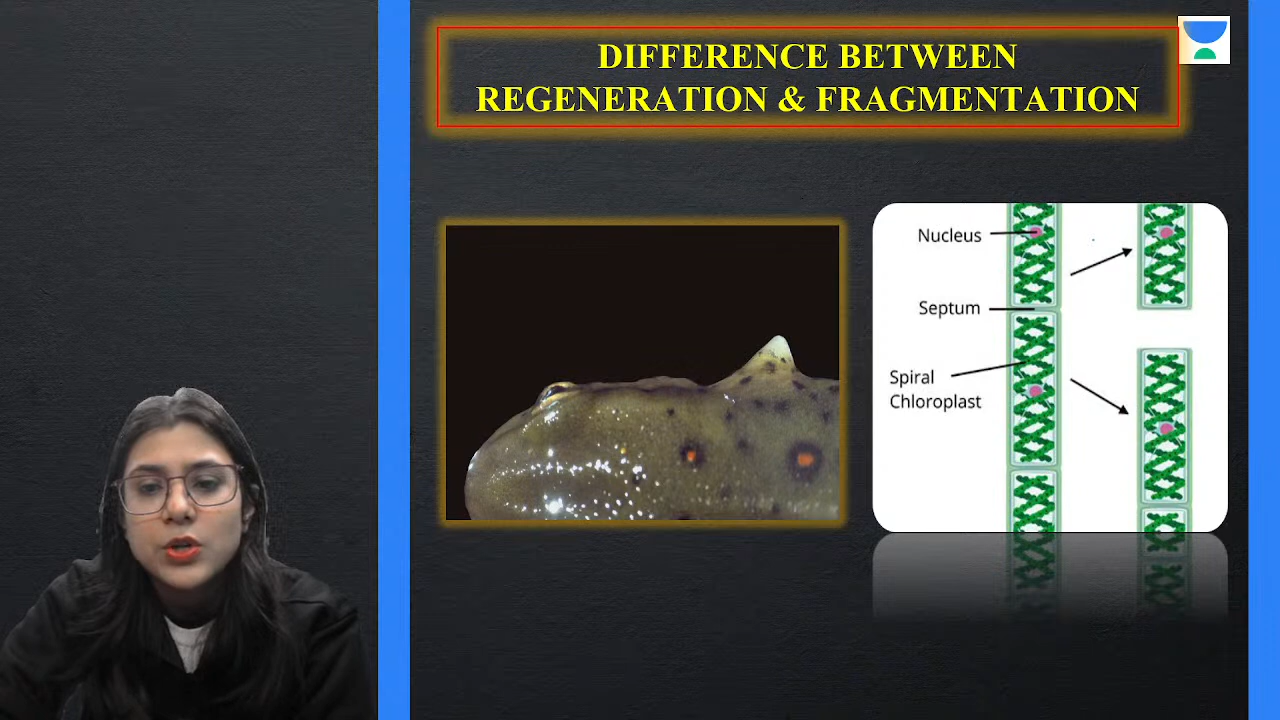 DIFFERENCE BETWEEN
REGENERATION & FRAGMENTATION
Nucleus
Septum
Spiral
Chloroplast